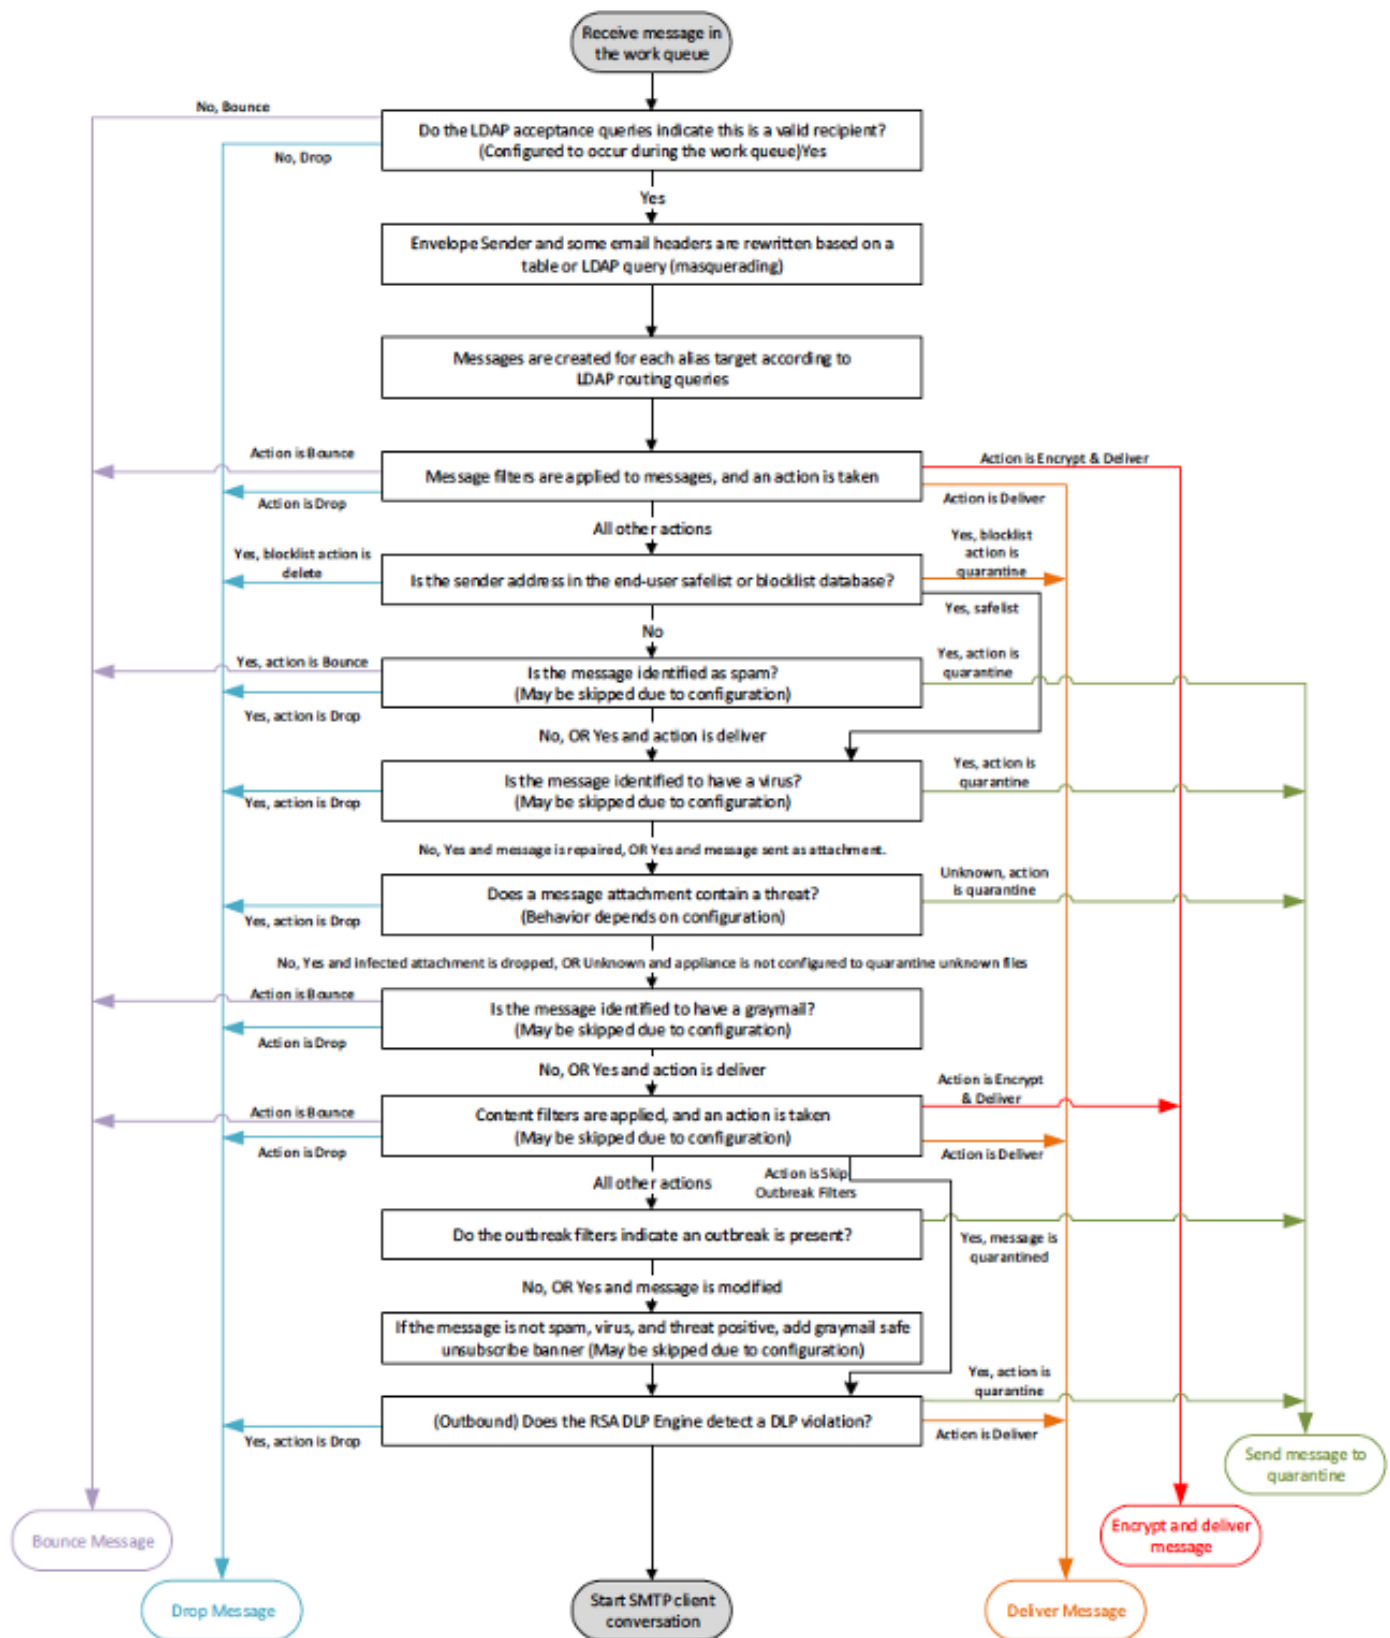 Receive message in
the work queue
No, Bounce
Do the LDAP acceptance queries indicate this is a valid recipient?
(Configured to occur during the work queue)Yes
No, Drop
Yes
Envelope Sender and some email headers are rewritten based on a
table or LDAP query (masquerading)
Messages are created for each alias target according to
LDAP routing queries
Action is Bounce
Action is Encrypt & Deliver
Message filters are applied to messages, and an action is taken
Action is Drop
Action is Deliver
All other actions
Yes, blocklist action is
delete
Yes, blocklist
action is
quarantine
Is the sender address in the end-user safelist or blocklist database?
Yes, safelist
No
Yes, action is Bounce
Yes, action is
quarantine
Is the message identified as spam?
(May be skipped due to configuration)
Yes, action is Drop
No, OR Yes and action is deliver
Yes, action is
quarantine
Is the message identified to have a virus?
(May be skipped due to configuration)
Yes, action is Drop
No, Yes and message is repaired, OR Yes and message sent as attachment.
Unknown, action
is quarantine
Does a message attachment contain a threat?
(Behavior depends on configuration)
Yes, action is Drop
No, Yes and infected attachment is dropped, OR Unknown and appliance is not configured to quarantine unknown files
Action is Bounce
Is the message identified to have a graymail?
(May be skipped due to configuration)
Action is Drop
No, OR Yes and action is deliver
Action is Encrypt
& Deliver
Action is Bounce
Content filters are applied, and an action is taken
(May be skipped due to configuration)
Action is Drop
Action is Deliver
All other actions
Action is Skip
Outbreak Filters
Do the outbreak filters indicate an outbreak is present?
Yes, message is
quarantined
No, OR Yes and message is modified
If the message is not spam, virus, and threat positive, add graymail safe
unsubscribe banner (May be skipped due to configuration)
Yes, action is
quarantine
(Outbound) Does the RSA DLP Engine detect a DLP violation?
Yes, action is Drop
Action is Deliver
Send message to
quarantine
Bounce Message
Encrypt and deliver
message
Drop Message
Start SMTP client
conversation
Deliver Message